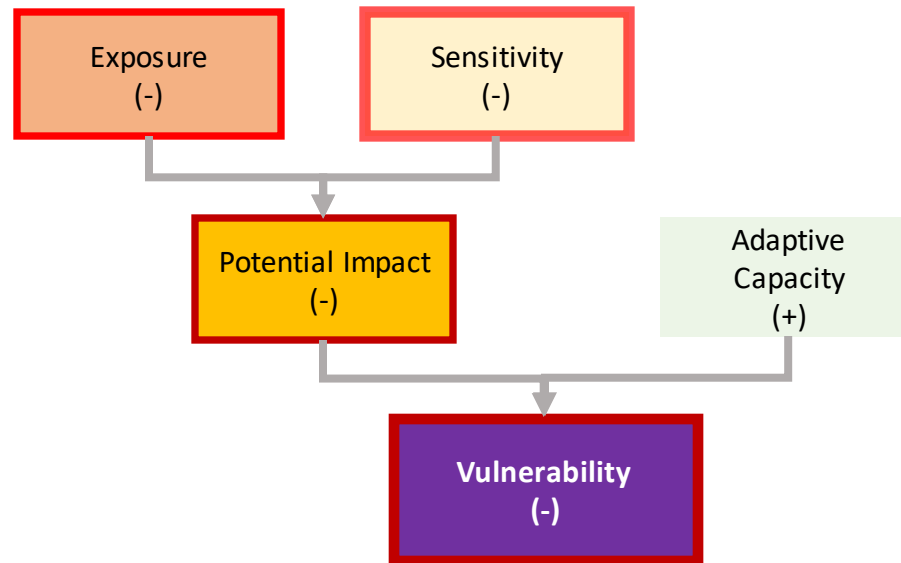 Exposure
(-)
Sensitivity
(-)
Potential Impact
(-)
Adaptive
Capacity
(+)
Vulnerability
(-)